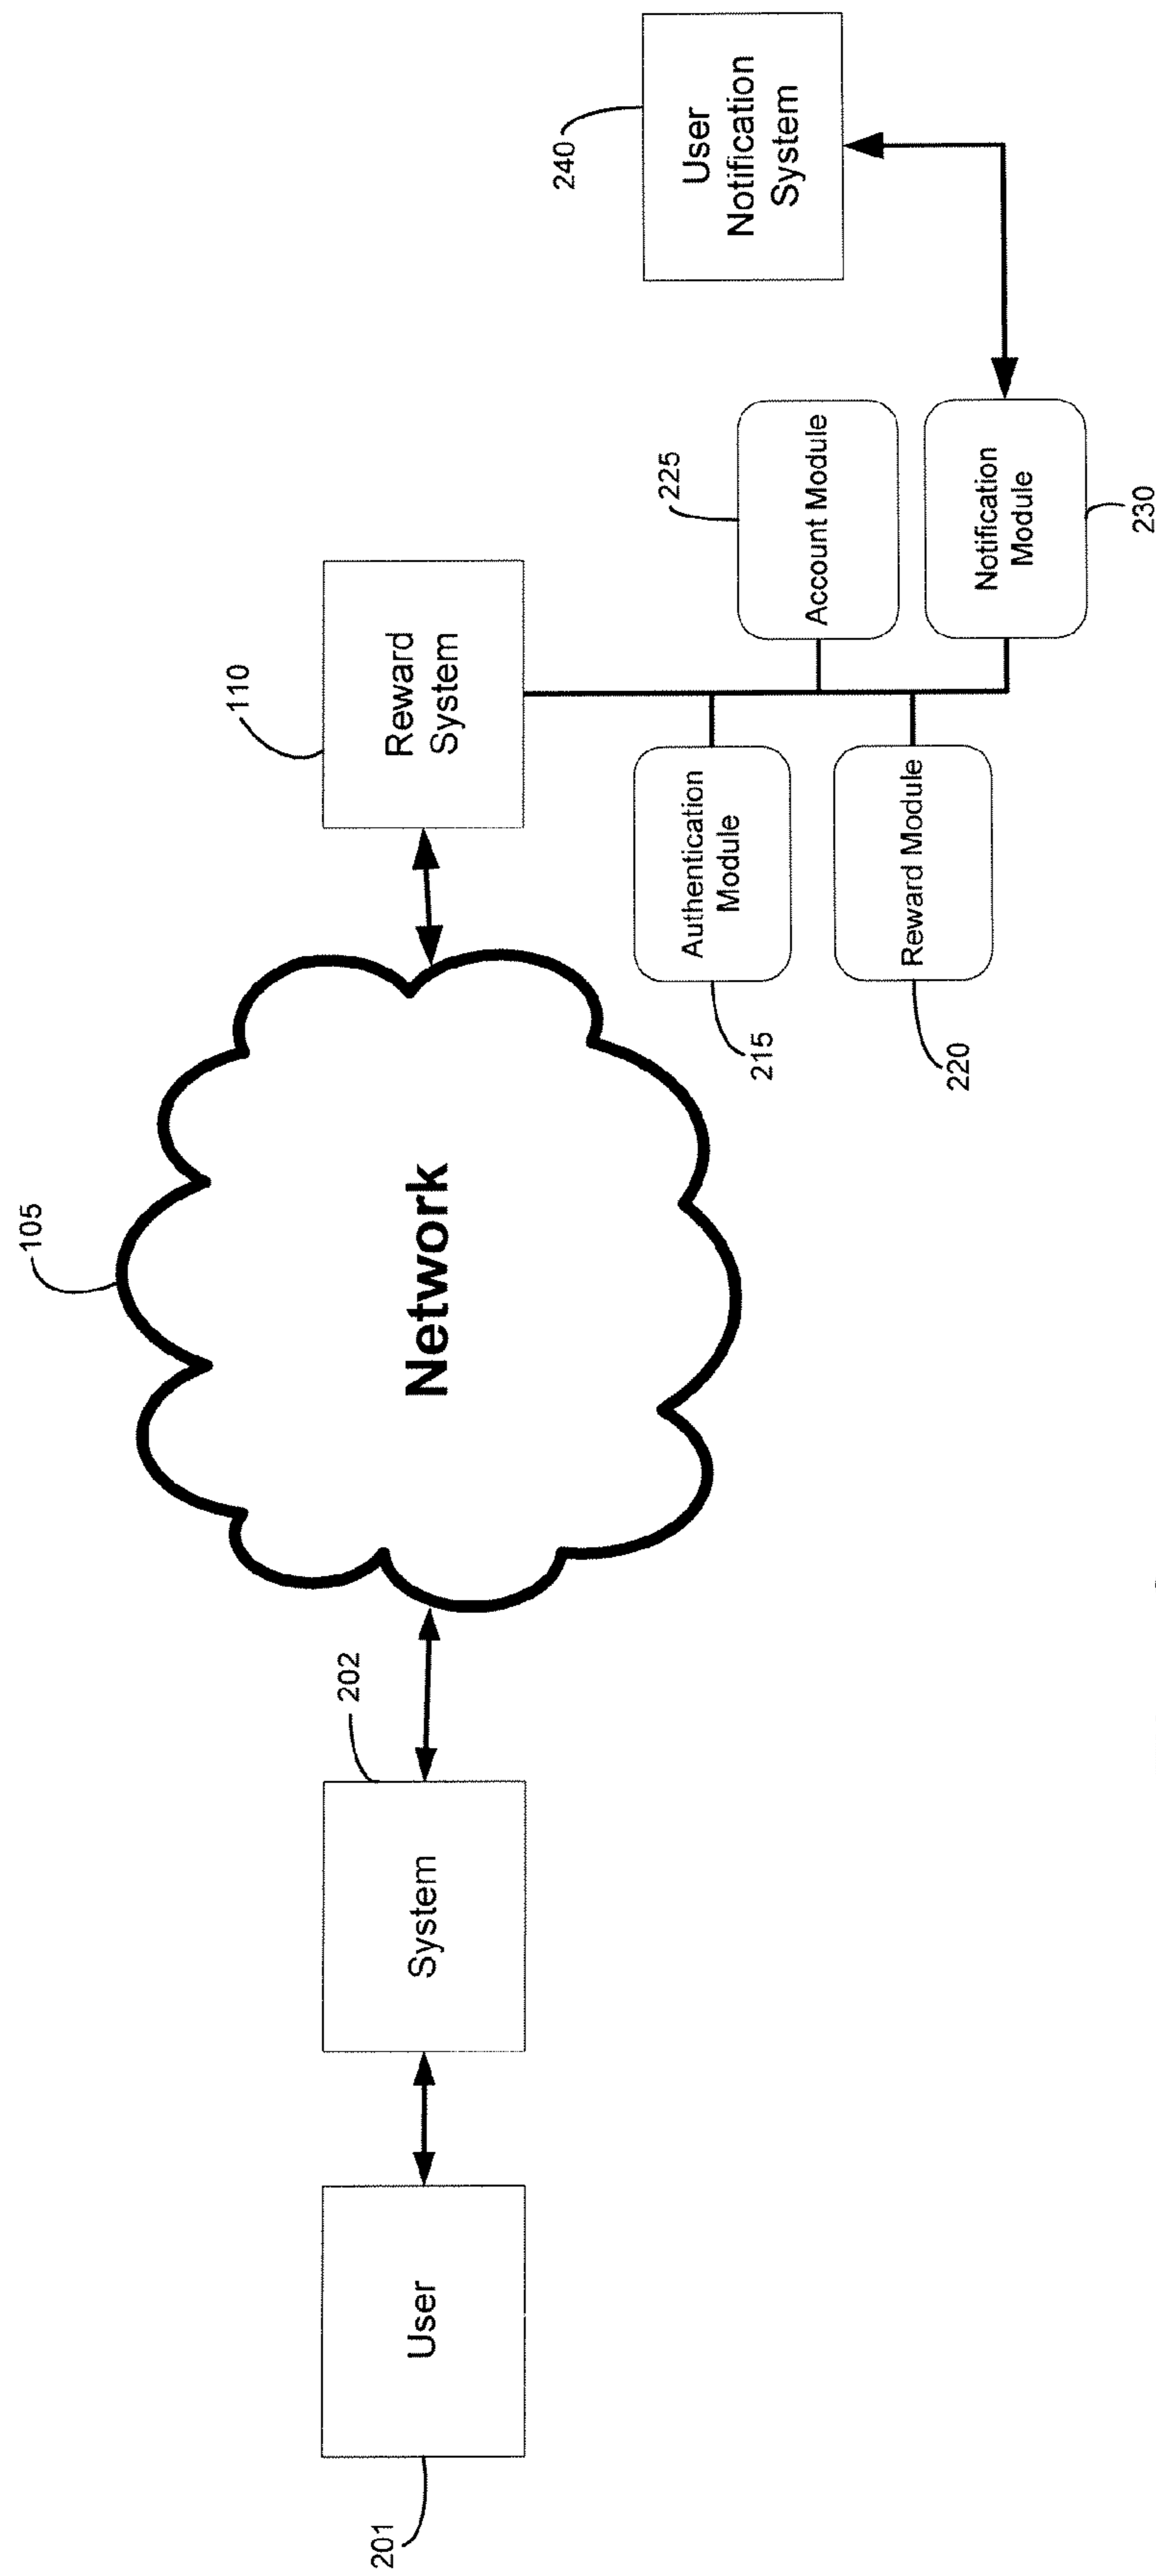 201
User
System
202
105
Network
110
Reward
System
215
Authentication
Module
220
Reward Module
225
Account Module
Notification
Module
230
240
User
Notification
System